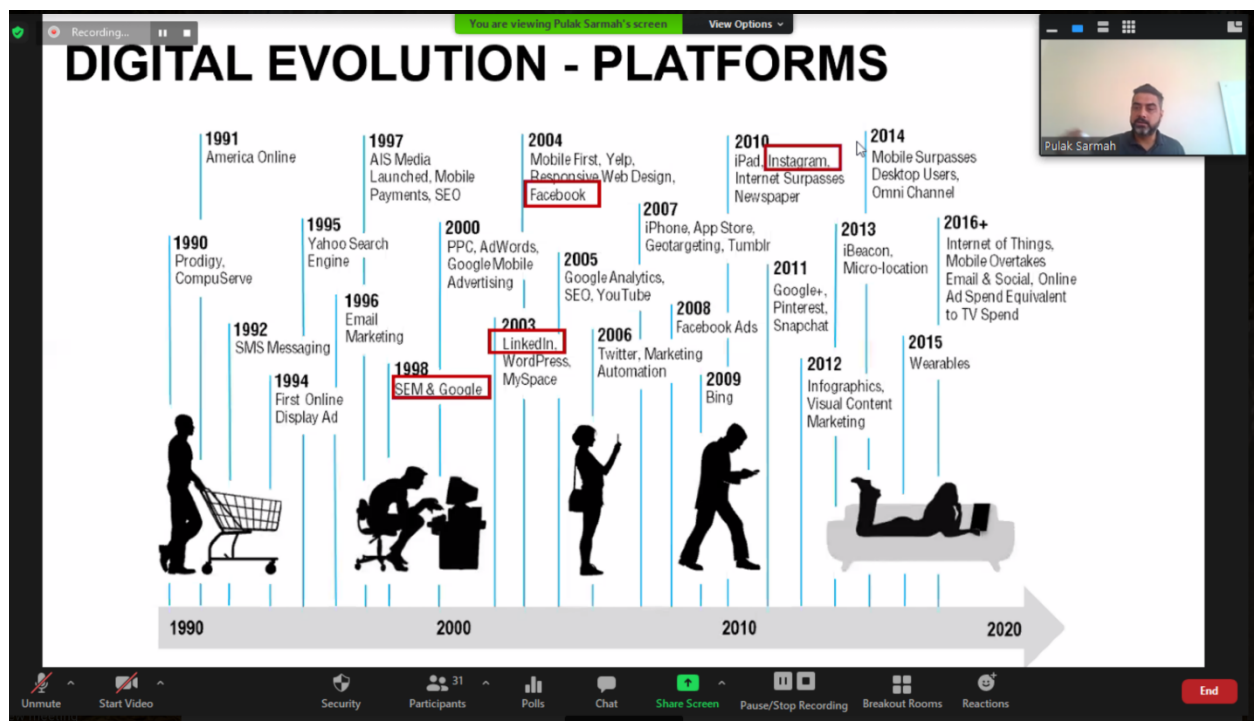 You are viewing Pulak Sarmah's screen
View Options
Recording...
DIGITAL EVOLUTION - PLATFORMS
Pulak Sarmah
1990
Prodigy,
CompuServe
1991
America Online
1992
SMS Messaging
1994
First Online
Display Ad
1995
Yahoo Search
Engine
1996
Email
Marketing
1997
AIS Media
Launched, Mobile
Payments, SEO
1998
SEM & Google
2000
PPC, AdWords,
Google Mobile
Advertising
2003
LinkedIn,
WordPress,
MySpace
2004
Mobile First, Yelp,
Responsive Web Design,
Facebook
2005
Google Analytics,
SEO, YouTube
2006
Twitter, Marketing
Automation
2007
iPhone, App Store,
Geotargeting, Tumblr
2008
Facebook Ads
2009
Bing
2010
iPad, Instagram,
Internet Surpasses
Newspaper
2011
Google+,
Pinterest,
Snapchat
2012
Infographics,
Visual Content
Marketing
2013
iBeacon,
Micro-location
2014
Mobile Surpasses
Desktop Users,
Omni Channel
2015
Wearables
2016+
Internet of Things,
Mobile Overtakes
Email & Social, Online
Ad Spend Equivalent
to TV Spend
1990
2000
2010
2020
Unmute
Start Video
Security
31
Participants
Polls
Chat
Share Screen
Pause/Stop Recording
Breakout Rooms
Reactions
End